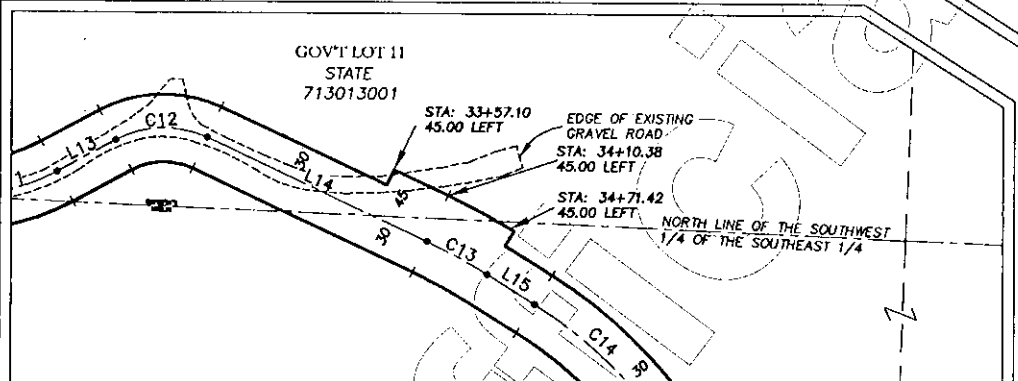 GOV'T LOT 11
STATE
713013001
STA: 33+57.10
45.00 LEFT
EDGE OF EXISTING
GRAVEL ROAD
STA: 34+10.38
45.00 LEFT
STA: 34+71.42
45.00 LEFT
NORTH LINE OF THE SOUTHWEST
1/4 OF THE SOUTHEAST 1/4
L13
C12
30
L14
45
30
C13
L15
C14
30